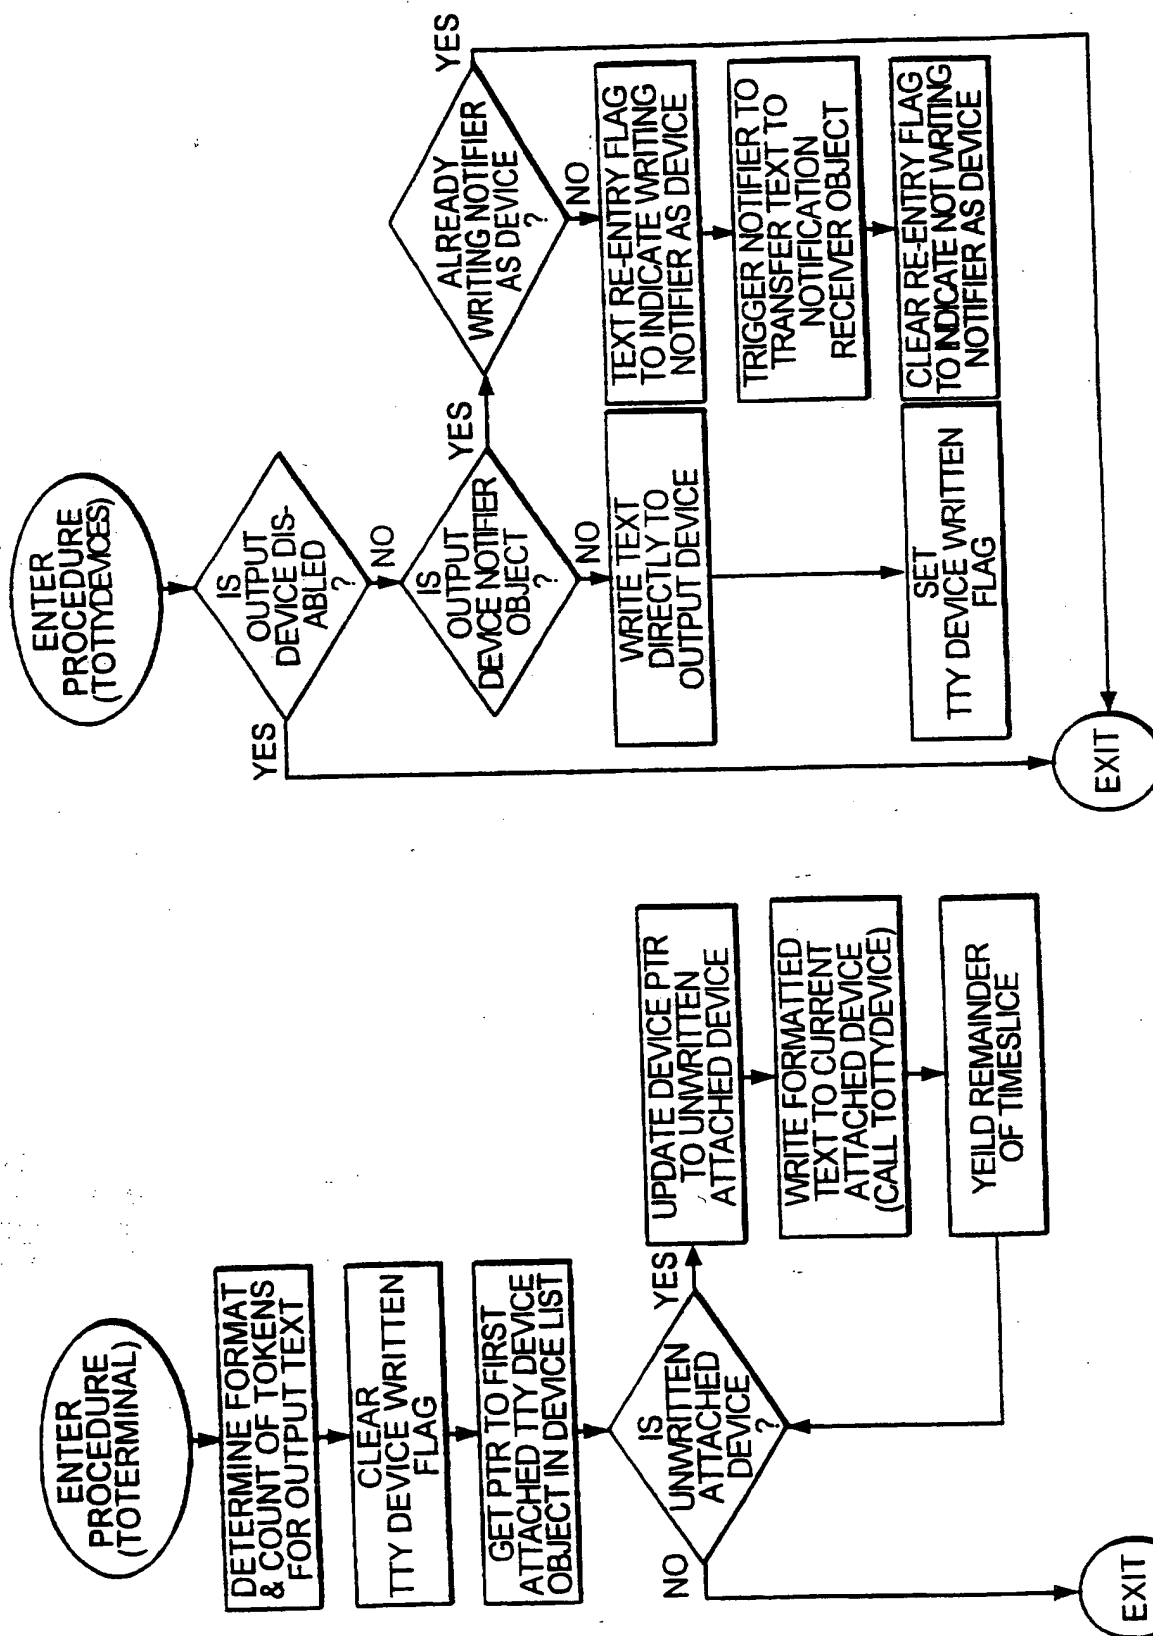 ENTER
PROCEDURE
(TOTERMINAL)
DETERMINE FORMAT
& COUNT OF TOKENS
FOR OUTPUT TEXT
CLEAR
TTY DEVICE WRITTEN
FLAG
GET PTR TO FIRST
ATTACHED TTY DEVICE
OBJECT IN DEVICE LIST
IS
UNWRITTEN
ATTACHED
DEVICE
?
YES
NO
UPDATE DEVICE PTR
TO UNWRITTEN
ATTACHED DEVICE
WRITE FORMATTED
TEXT TO CURRENT
ATTACHED DEVICE
(CALL TOTTYDEVICE)
YEILD REMAINDER
OF TIMESLICE
EXIT
ENTER
PROCEDURE
(TOTTYDEVICES)
IS
OUTPUT
DEVICE DIS-
ABLED
?
YES
NO
IS
OUTPUT
DEVICE NOTIFIER
OBJECT
?
YES
NO
ALREADY
WRITING NOTIFIER
AS DEVICE
?
YES
NO
WRITE TEXT
DIRECTLY TO
OUTPUT DEVICE
TEXT RE-ENTRY FLAG
TO INDICATE WRITING
NOTIFIER AS DEVICE
TRIGGER NOTIFIER TO
TRANSFER TEXT TO
NOTIFICATION
RECEIVER OBJECT
SET
TTY DEVICE WRITTEN
FLAG
CLEAR RE-ENTRY FLAG
TO INDICATE NOT WRITING
NOTIFIER AS DEVICE
EXIT